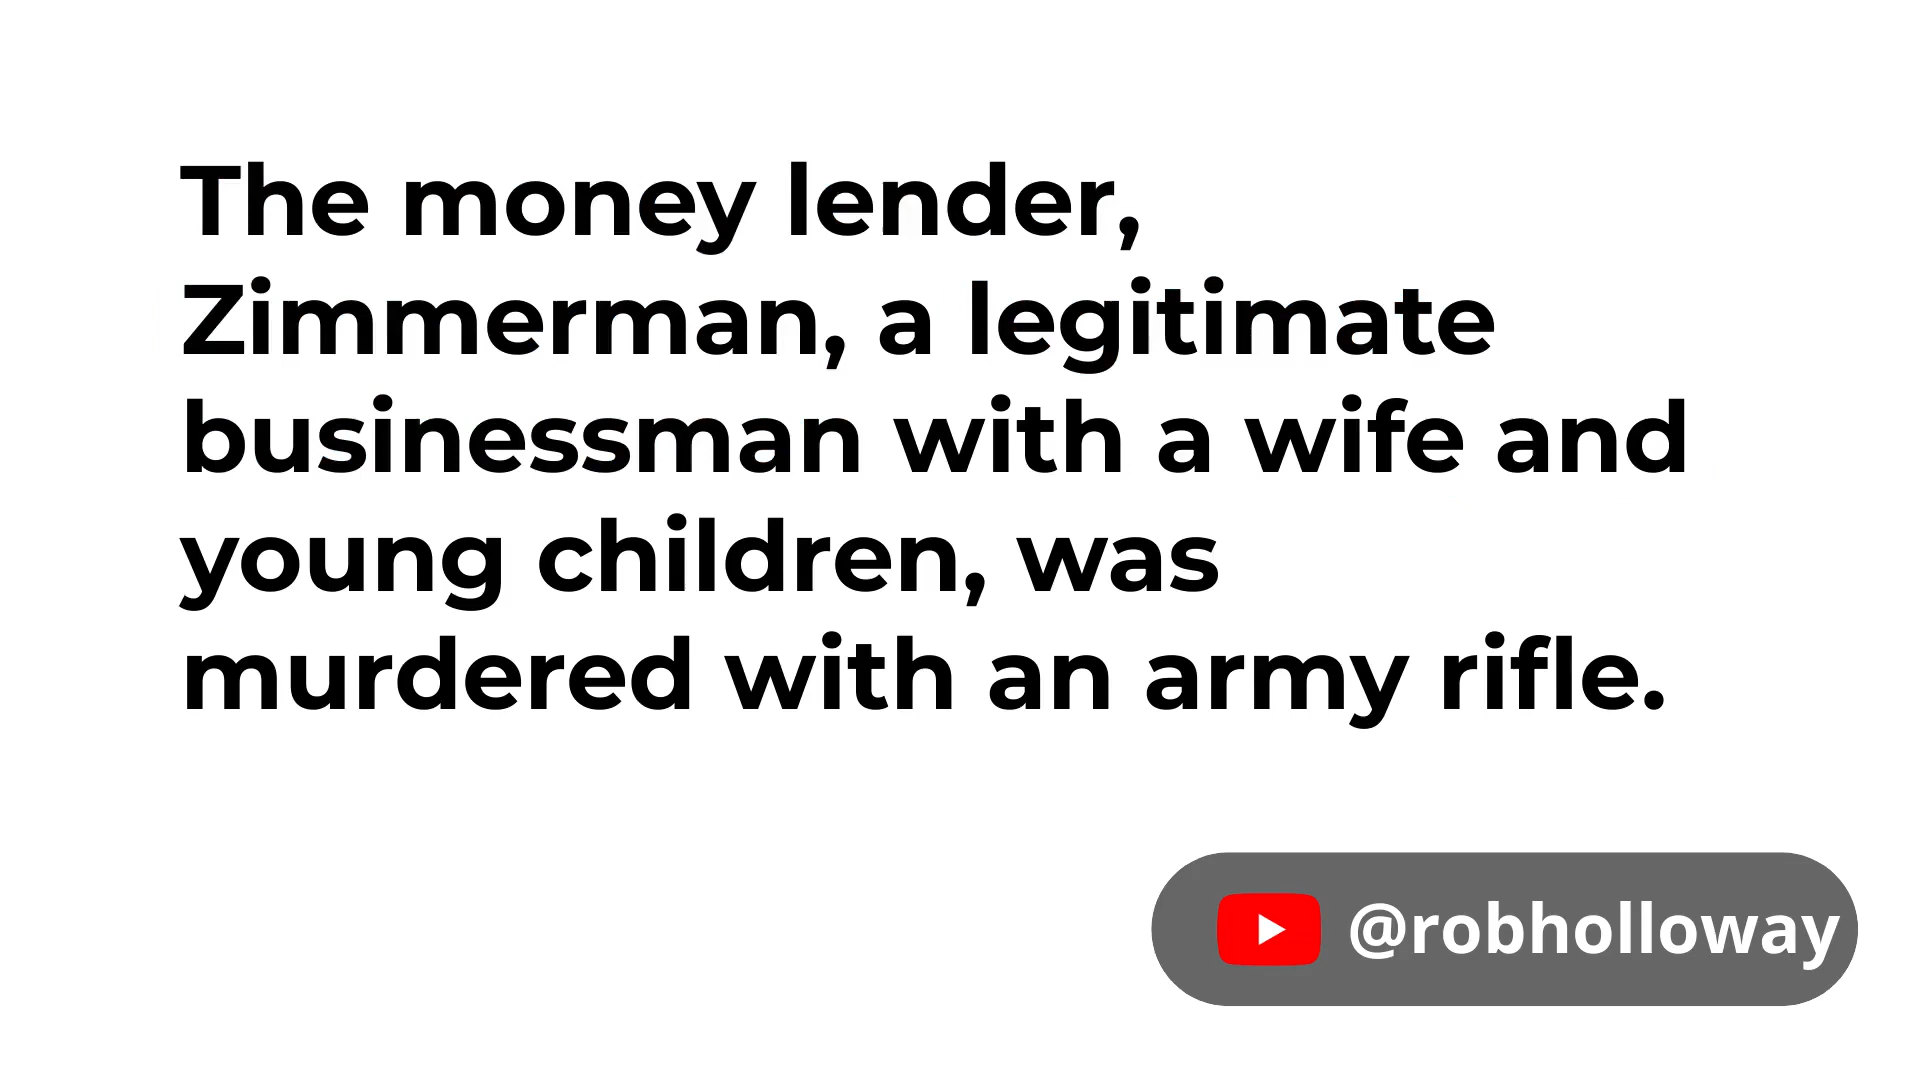 The money lender,
Zimmerman, a legitimate
businessman with a wife and
young children, was
murdered with an army rifle.
@robholloway